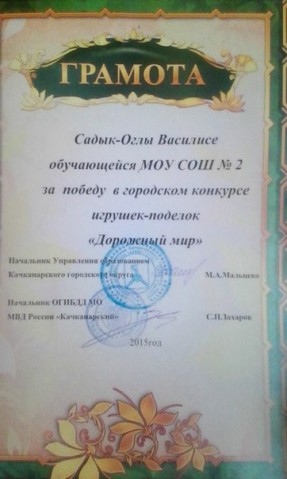 ГРАМОТА
Садык-Оглы Василисе
обучающейся МОУ СОШ № 2
за победу в городском конкурсе
игрушек-поделок
«Дорожный мир»
Начальник Управления образованием
Качканарского городского округа М.А.Мальцева
Начальник ОГИБДД МО
МВД России «Качканарский» С.П.Захаров
2015год